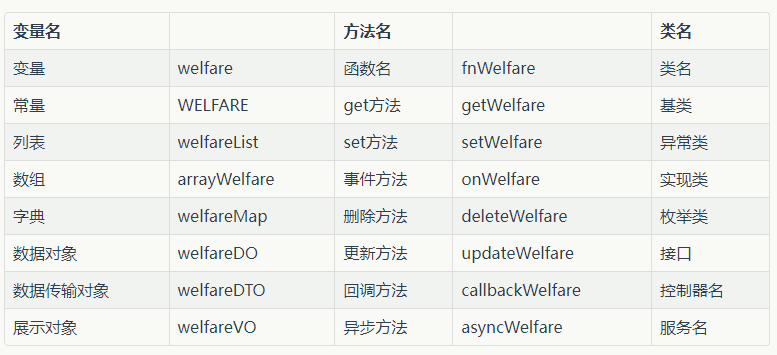 变量名 方法名 类名
变量 welfare 函数名 fnWelfare 类名
常量 WELFARE get方法 getWelfare 基类
列表 welfareList set方法 setWelfare 异常类
数组 arrayWelfare 事件方法 onWelfare 实现类
字典 welfareMap 删除方法 deleteWelfare 枚举类
数据对象 welfareDO 更新方法 updateWelfare 接口
数据传输对象 welfareDTO 回调方法 callbackWelfare 控制器名
展示对象 welfareVO 异步方法 asyncWelfare 服务名